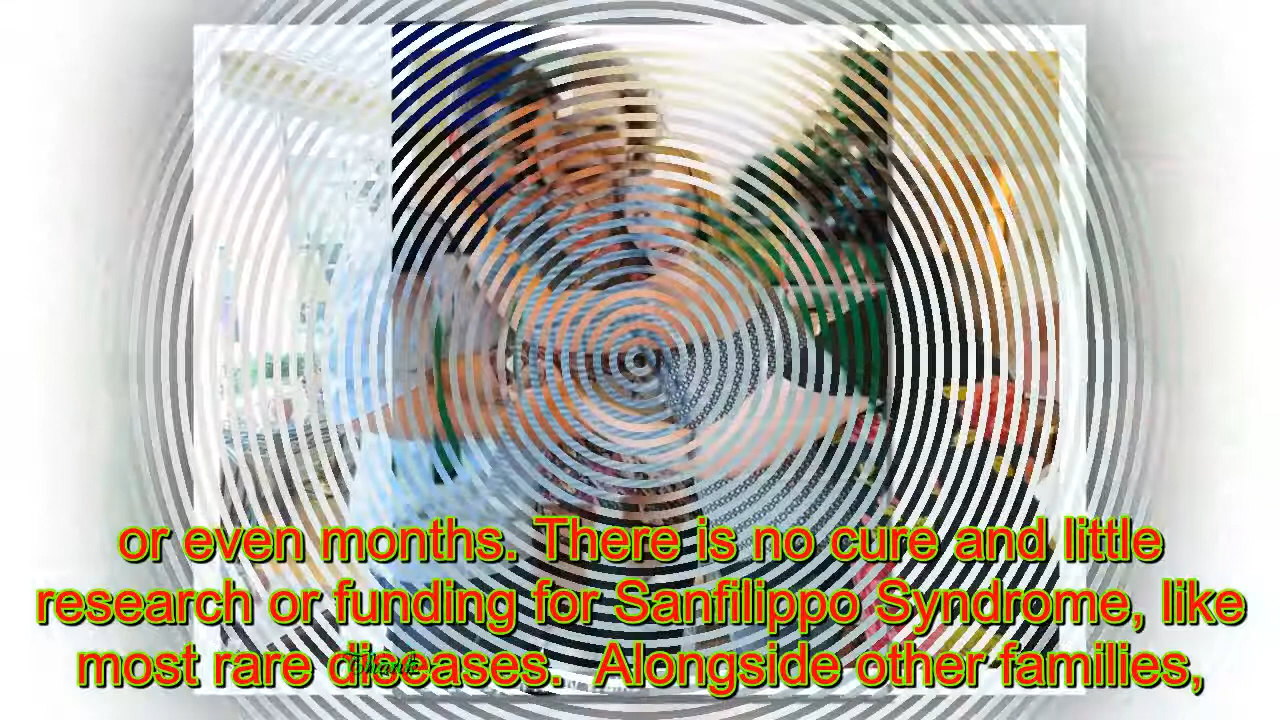 or even months. There is no cure and little
research or funding for Sanfilippo Syndrome, like
most rare diseases. Alongside other families,